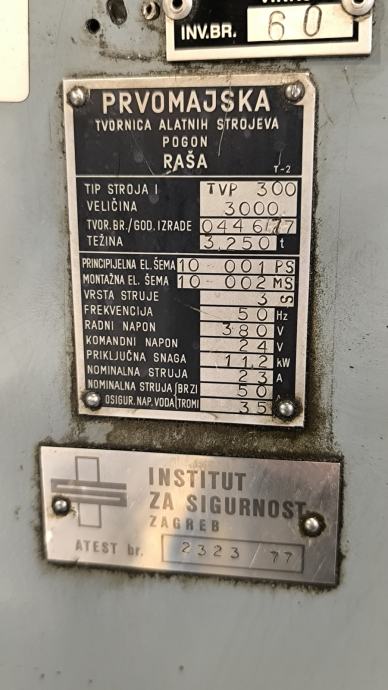 INV.BR. 60
PRVOMAJSKA
TVORNICA ALATNIH STROJEVA
POGON
RAŠA
T-2
TIP STROJA I TVP 300
VELIČINA 3000
TVOR.BR./GOD.IZRADE 0446/77
TEŽINA 3.250 t
PRINCIPIJELNA EL.ŠEMA 10-001 PS
MONTAŽNA EL. ŠEMA 10-002 MS
VRSTA STRUJE 3
FREKVENCIJA 50 Hz
RADNI NAPON 380 V
KOMANDNI NAPON 24 V
PRIKLJUČNA SNAGA 11,2 kW
NOMINALNA STRUJA 23 A
NOMINALNA STRUJA BRZI 50
OSIGUR. NAP. VODA TROMI 35
INSTITUT
ZA SIGURNOST
ZAGREB
ATEST br. 2323 77